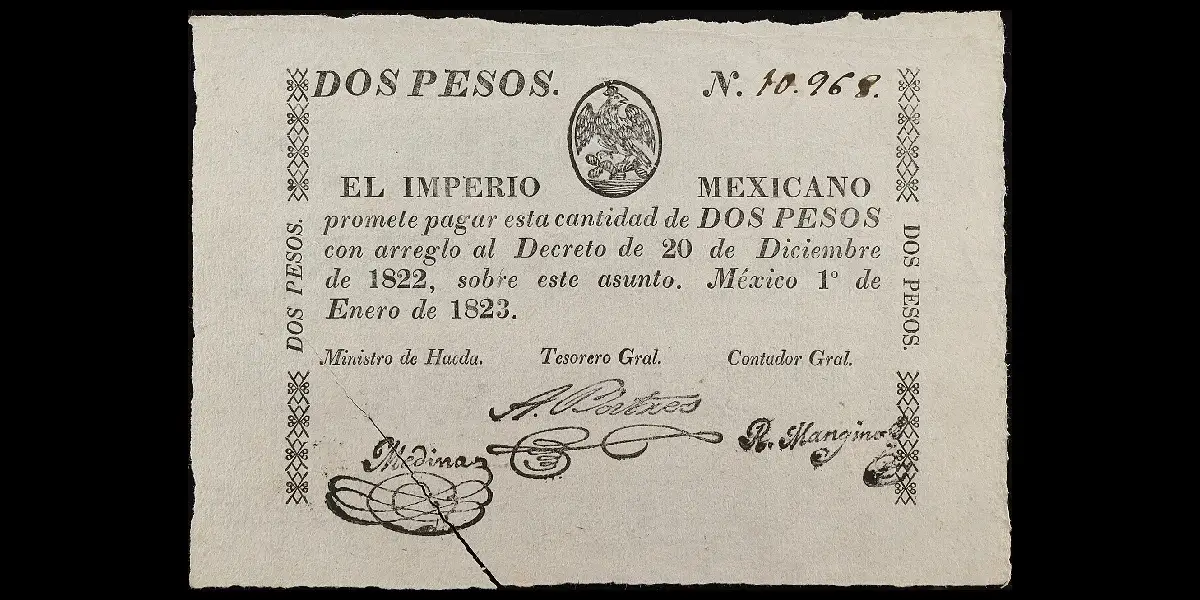 DOS PESOS. N. 10.968.
EL IMPERIO MEXICANO
promete pagar esta cantidad de DOS PESOS
con arreglo al Decreto de 20 de Diciembre
de 1822, sobre este asunto. México 1º de
Enero de 1823.
Ministro de Hacda. Tesorero Gral. Contador Gral.
A. Batres
Medina R. Mangino
DOS PESOS.
DOS PESOS.